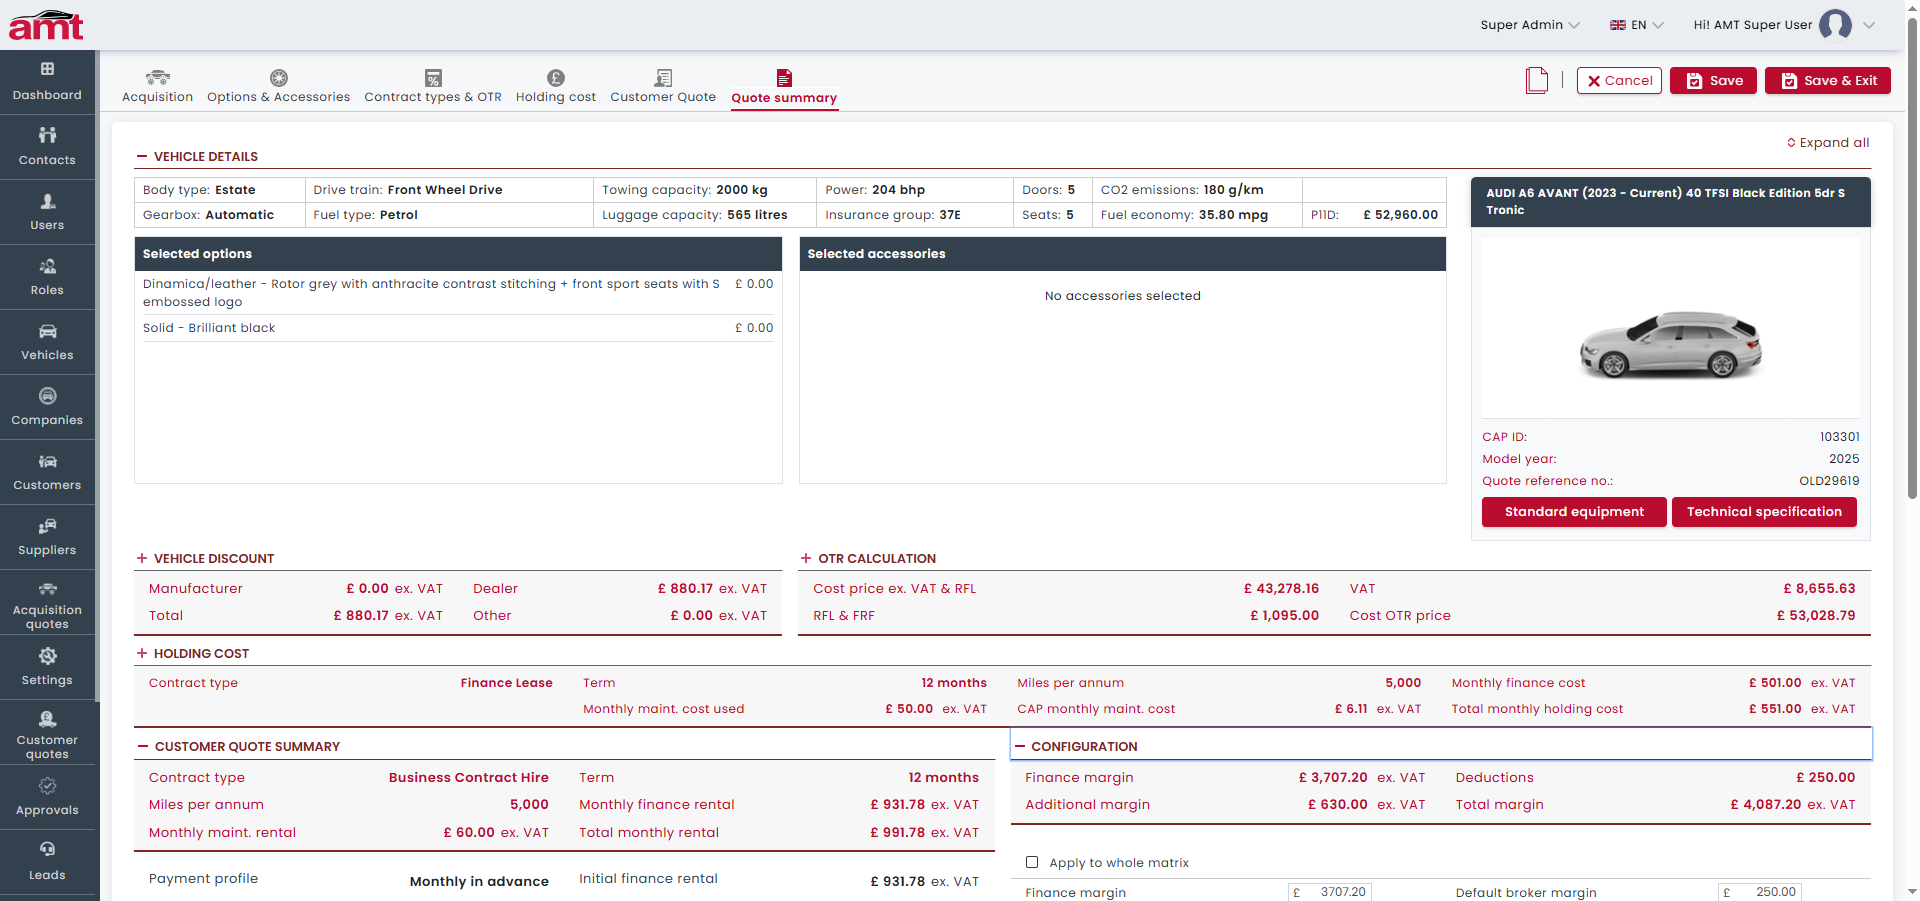 amt
Super Admin
EN
Hi! AMT Super User
Dashboard
Contacts
Users
Roles
Vehicles
Companies
Customers
Suppliers
Acquisition
quotes
Settings
Customer
quotes
Approvals
Leads
Acquisition
Options & Accessories
Contract types & OTR
Holding cost
Customer Quote
Quote summary
Cancel
Save
Save & Exit
Expand all
VEHICLE DETAILS
Body type: Estate
Drive train: Front Wheel Drive
Towing capacity: 2000 kg
Power: 204 bhp
Doors: 5
CO2 emissions: 180 g/km
Gearbox: Automatic
Fuel type: Petrol
Luggage capacity: 565 litres
Insurance group: 37E
Seats: 5
Fuel economy: 35.80 mpg
P11D: £ 52,960.00
Selected options
Dinamica/leather - Rotor grey with anthracite contrast stitching + front sport seats with S £ 0.00
embossed logo
Solid - Brilliant black £ 0.00
Selected accessories
No accessories selected
AUDI A6 AVANT (2023 - Current) 40 TFSI Black Edition 5dr S
Tronic
CAP ID: 103301
Model year: 2025
Quote reference no.: OLD29619
Standard equipment
Technical specification
VEHICLE DISCOUNT
Manufacturer £ 0.00 ex. VAT Dealer £ 880.17 ex. VAT
Total £ 880.17 ex. VAT Other £ 0.00 ex. VAT
OTR CALCULATION
Cost price ex. VAT & RFL £ 43,278.16 VAT £ 8,655.63
RFL & FRF £ 1,095.00 Cost OTR price £ 53,028.79
HOLDING COST
Contract type Finance Lease Term 12 months Miles per annum 5,000 Monthly finance cost £ 501.00 ex. VAT
Monthly maint. cost used £ 50.00 ex. VAT CAP monthly maint. cost £ 6.11 ex. VAT Total monthly holding cost £ 551.00 ex. VAT
CUSTOMER QUOTE SUMMARY
Contract type Business Contract Hire Term 12 months
Miles per annum 5,000 Monthly finance rental £ 931.78 ex. VAT
Monthly maint. rental £ 60.00 ex. VAT Total monthly rental £ 991.78 ex. VAT
Payment profile Monthly in advance Initial finance rental £ 931.78 ex. VAT
CONFIGURATION
Finance margin £ 3,707.20 ex. VAT Deductions £ 250.00
Additional margin £ 630.00 ex. VAT Total margin £ 4,087.20 ex. VAT
Apply to whole matrix
Finance margin £ 3707.20 Default broker margin £ 250.00